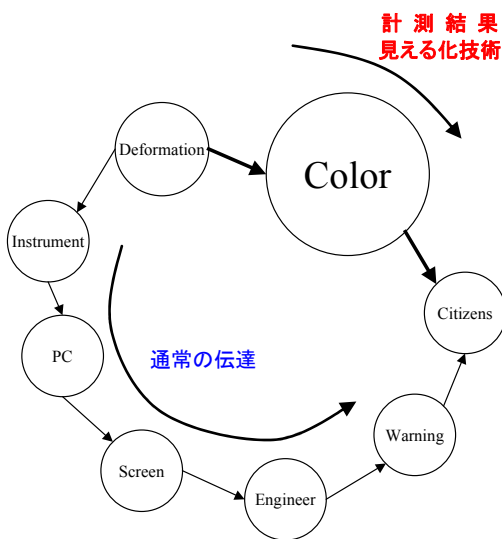 計 測 結 果
見える化技術
Deformation
Color
Instrument
Citizens
PC
通常の伝達
Warning
Screen
Engineer